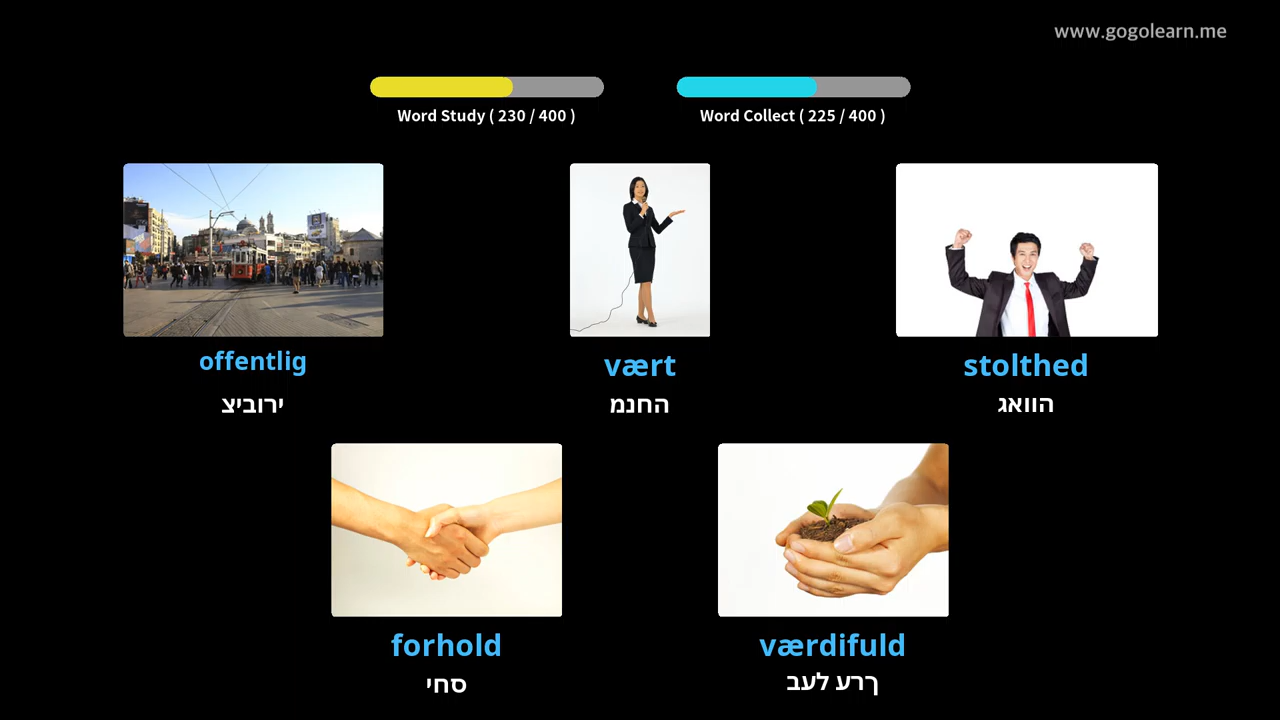 www.gogolearn.me
Word Study ( 230 / 400 )
Word Collect ( 225 / 400 )
offentlig
ירוביצ
vært
החנמ
stolthed
הוואג
forhold
סחי
værdifuld
ךרע לעב